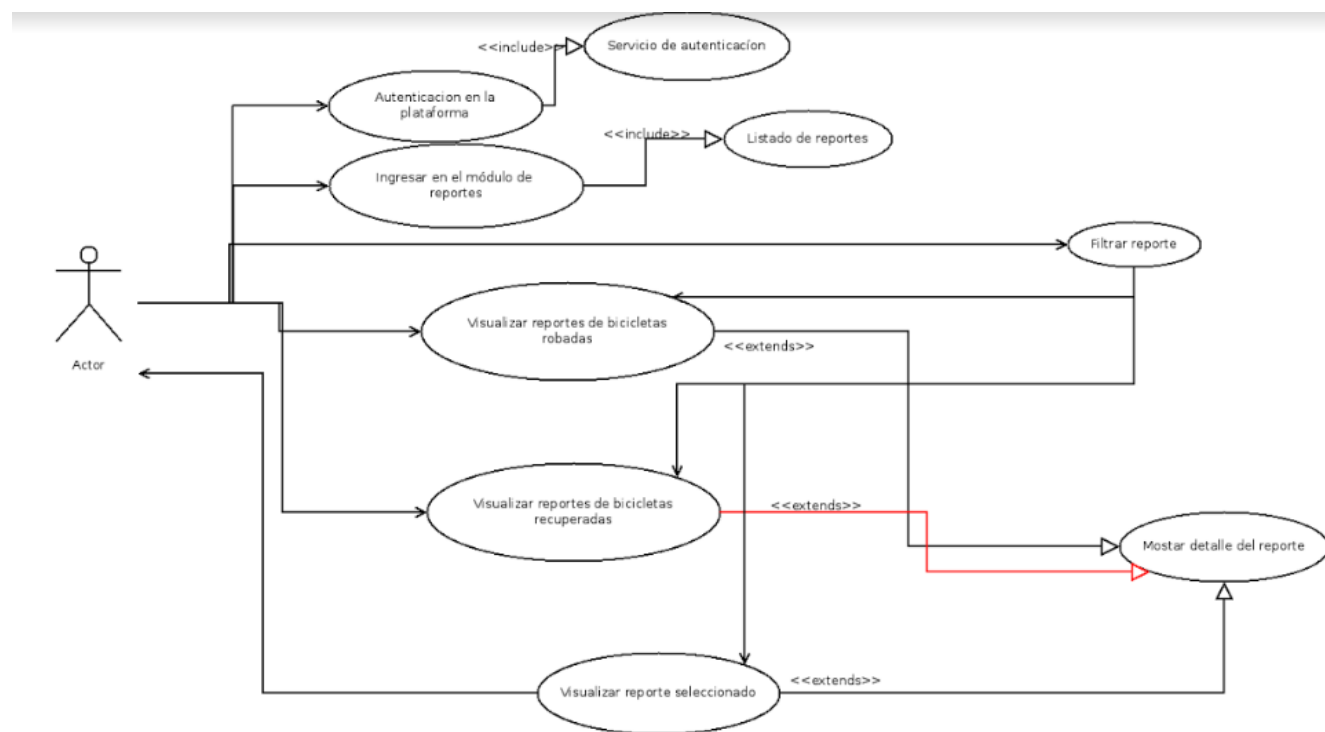 <<include>
Servicio de autenticacíon
Autenticacion en la
plataforma
<<include>>
Listado de reportes
Ingresar en el módulo de
reportes
Filtrar reporte
Visualizar reportes de bicicletas
robadas
<<extends>>
Actor
Visualizar reportes de bicicletas
recuperadas
<<extends>>
Mostar detalle del reporte
Visualizar reporte seleccionado
<<extends>>